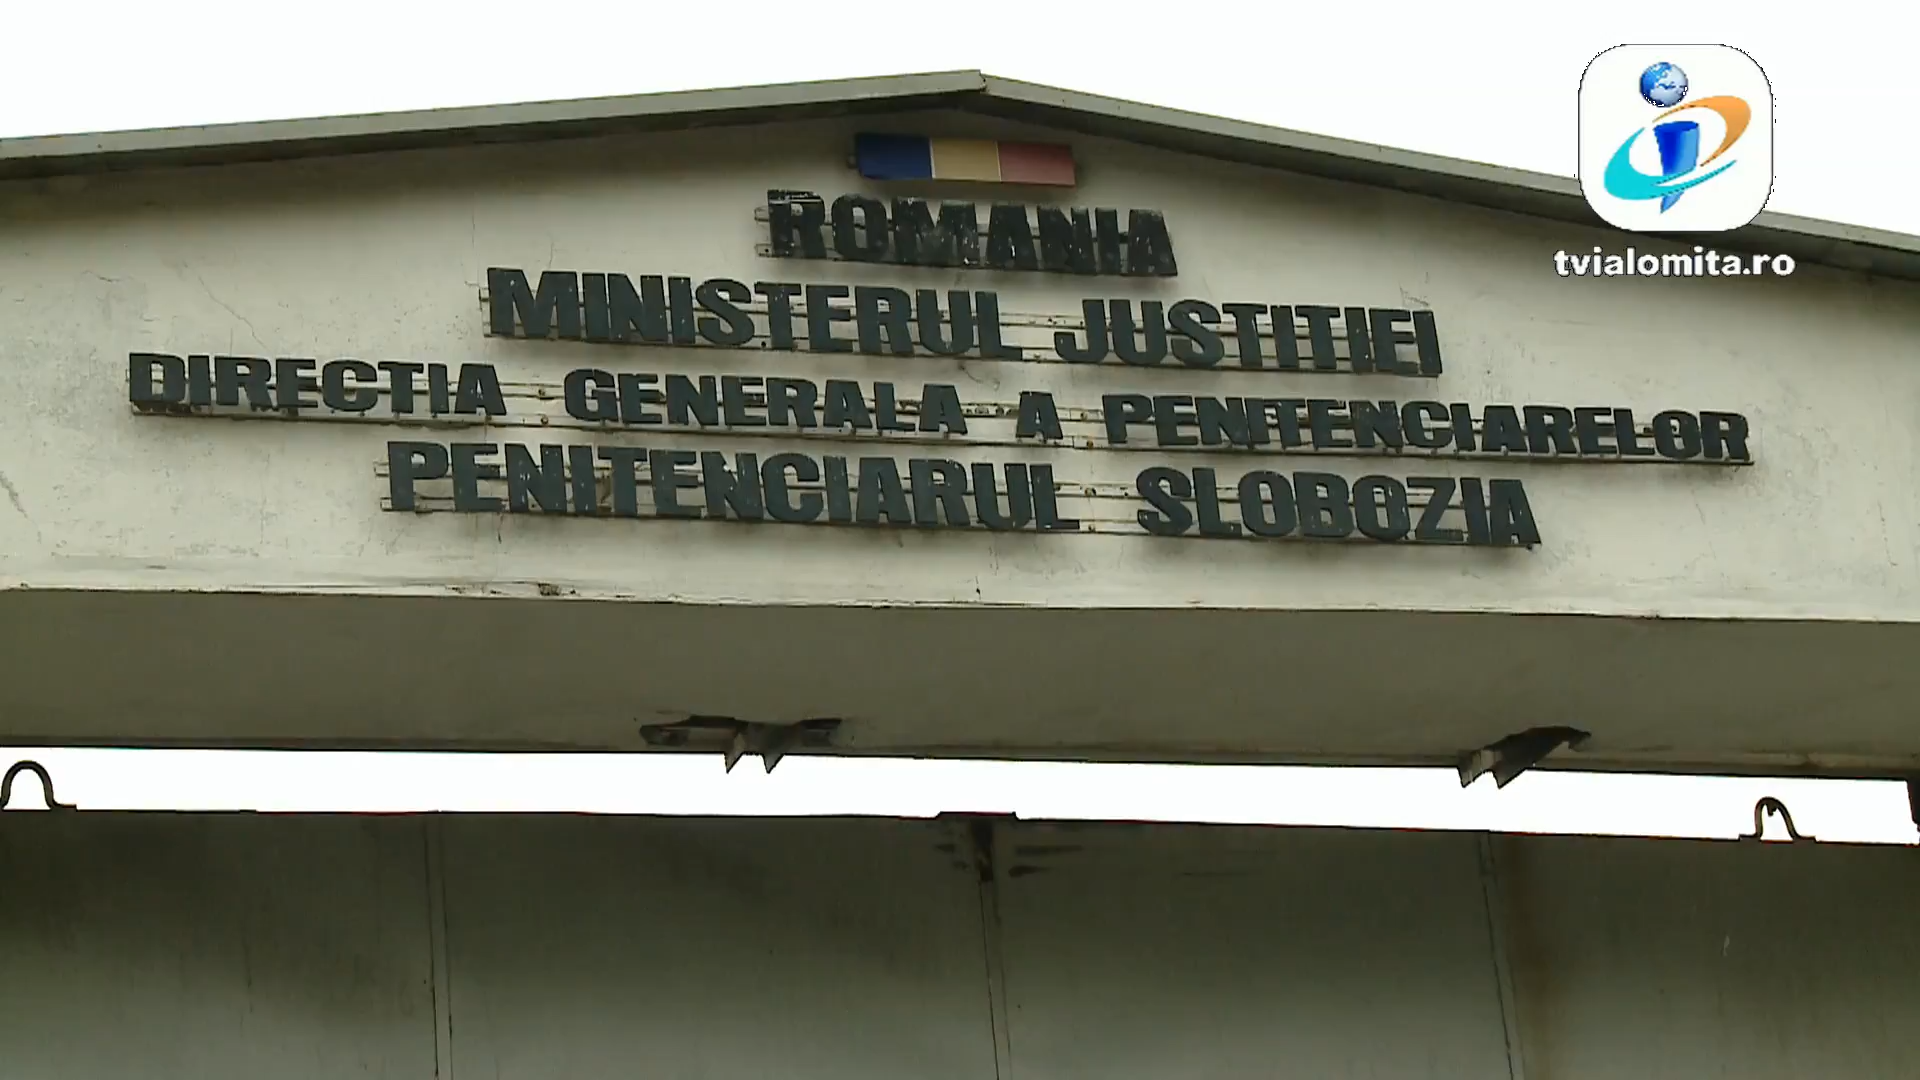 ROMANIA
MINISTERUL JUSTITIEI
DIRECTIA GENERALA A PENITENCIARELOR
PENITENCIARUL SLOBOZIA
tvialomita.ro